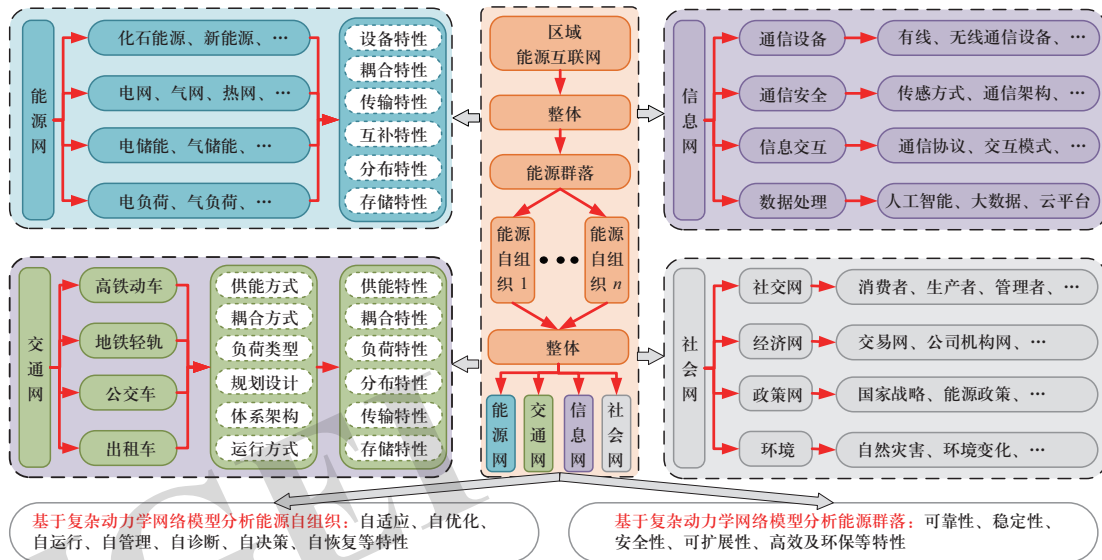 能源网
化石能源、新能源、…
电网、气网、热网、…
电储能、气储能、…
电负荷、气负荷、…
设备特性
耦合特性
传输特性
互补特性
分布特性
存储特性
区域
能源互联网
整体
能源群落
能源自组织 1
•••
能源自组织 n
整体
能源网
交通网
信息网
社会网
信息网
通信设备
有线、无线通信设备、…
通信安全
传感方式、通信架构、…
信息交互
通信协议、交互模式、…
数据处理
人工智能、大数据、云平台
交通网
高铁动车
地铁轻轨
公交车
出租车
供能方式
耦合方式
负荷类型
规划设计
体系架构
运行方式
供能特性
耦合特性
负荷特性
分布特性
传输特性
存储特性
社会网
社交网
消费者、生产者、管理者、…
经济网
交易网、公司机构网、…
政策网
国家战略、能源政策、…
环境
自然灾害、环境变化、…
基于复杂动力学网络模型分析能源自组织：自适应、自优化、
自运行、自管理、自诊断、自决策、自恢复等特性
基于复杂动力学网络模型分析能源群落：可靠性、稳定性、
安全性、可扩展性、高效及环保等特性